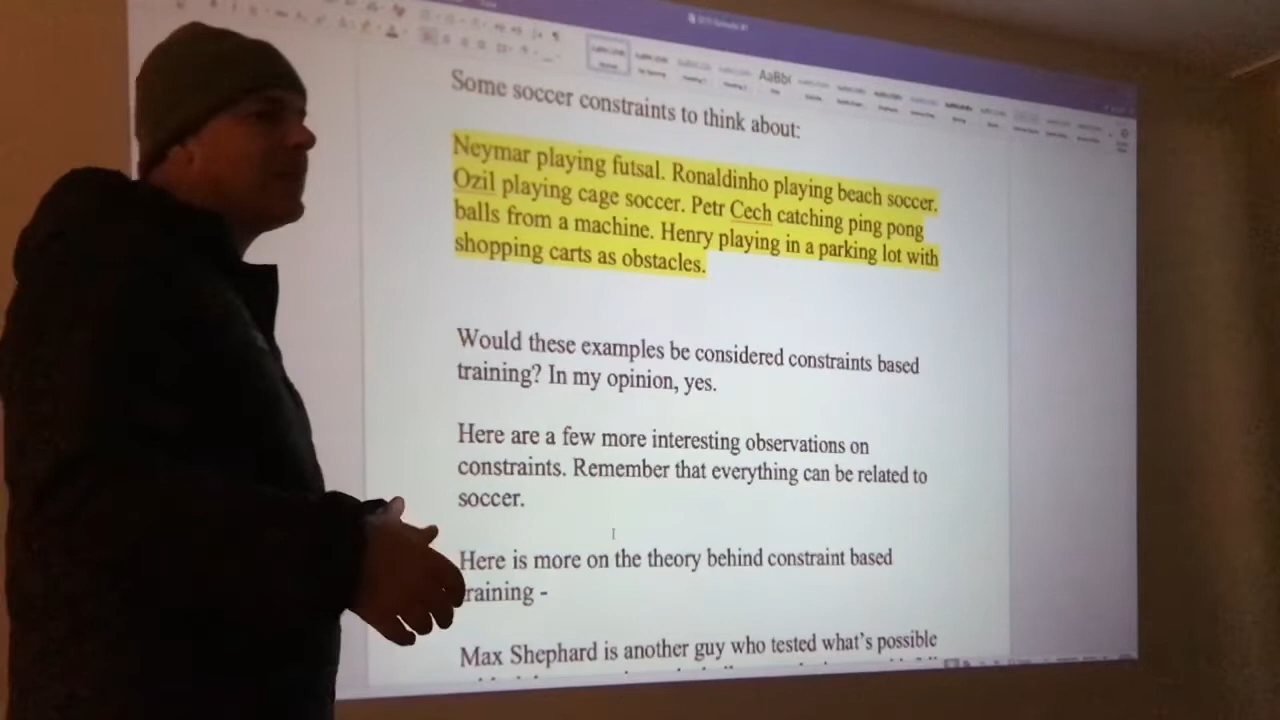 AaBb(
Some soccer constraints to think about:
Neymar playing futsal. Ronaldinho playing beach soccer.
Ozil playing cage soccer. Petr Cech catching ping pong
balls from a machine. Henry playing in a parking lot with
shopping carts as obstacles.
Would these examples be considered constraints based
training? In my opinion, yes.
Here are a few more interesting observations on
constraints. Remember that everything can be related to
soccer.
Here is more on the theory behind constraint based
raining -
Max Shephard is another guy who tested what's possible